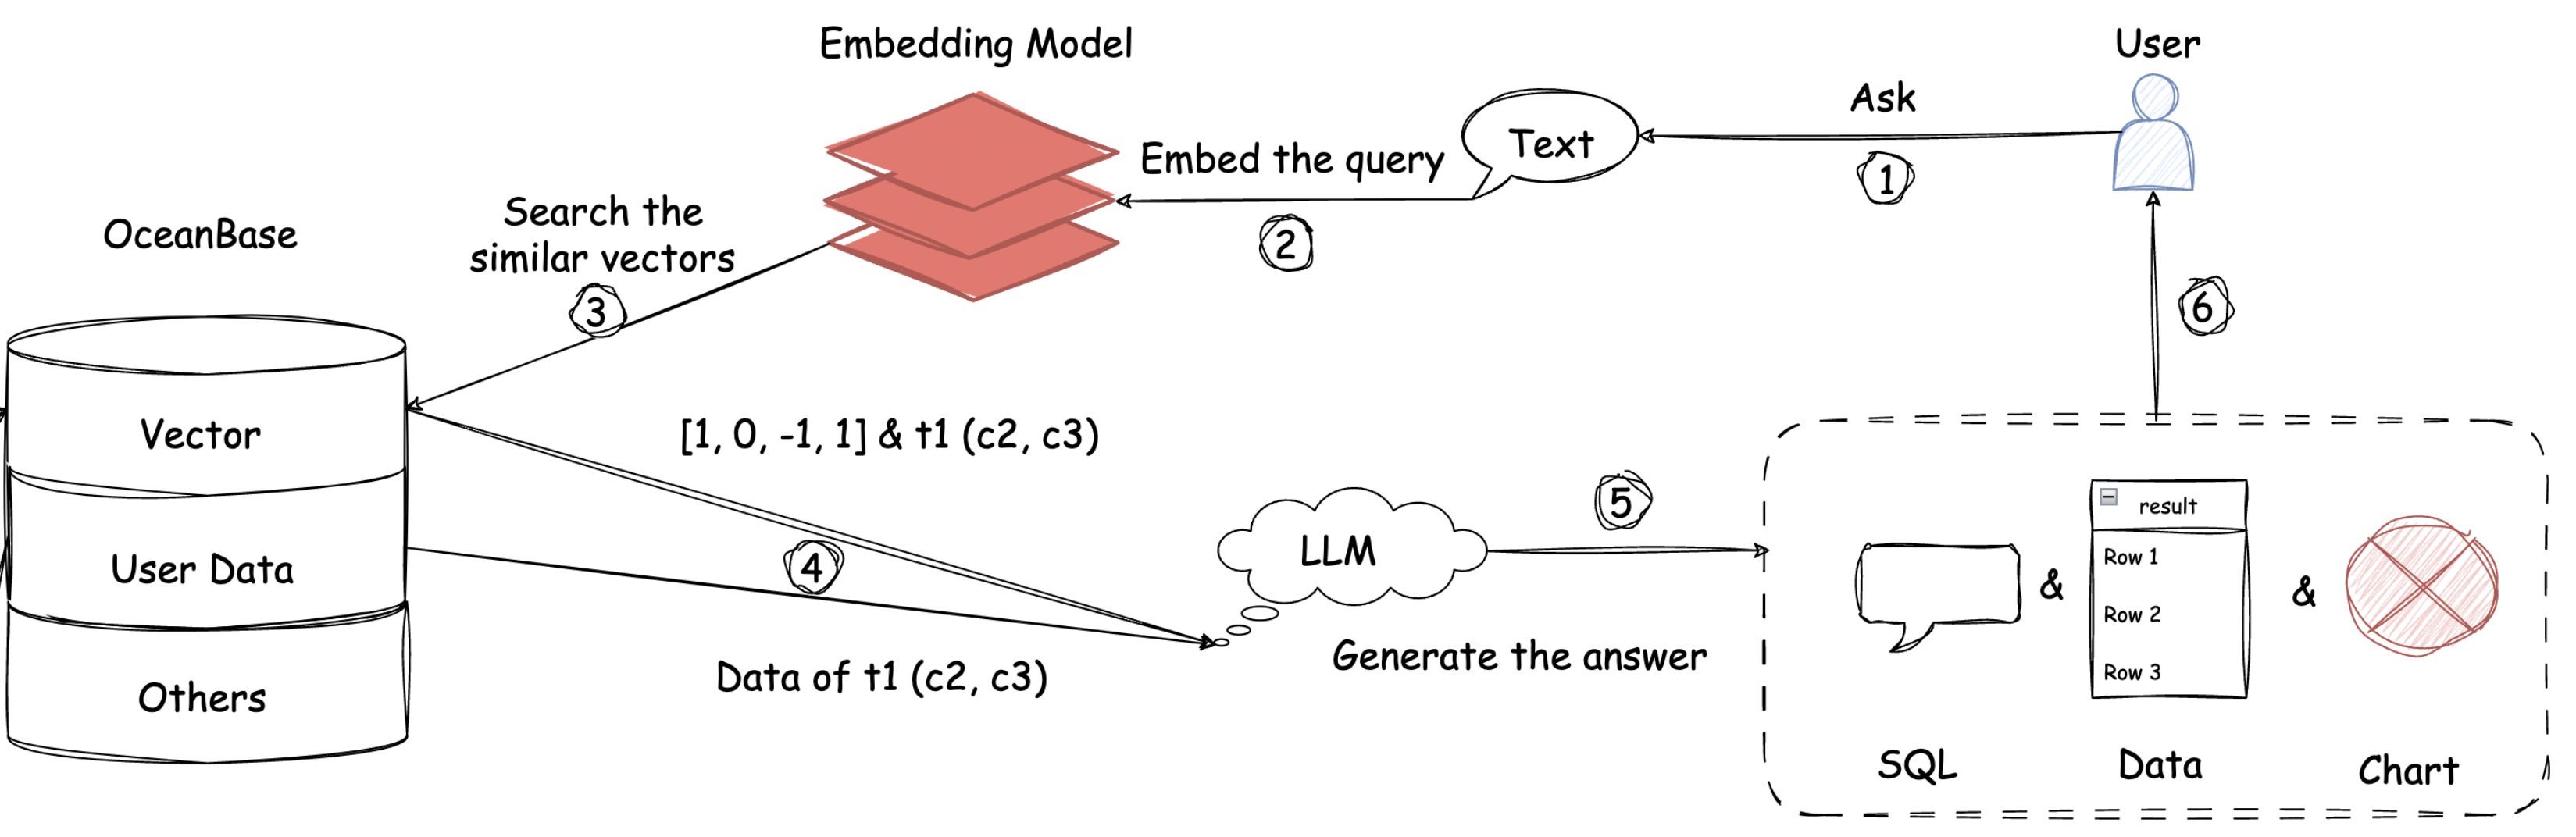 Embedding Model
User
Ask
1
Text
Embed the query
2
Search the
similar vectors
3
OceanBase
Vector
User Data
Others
[1, 0, -1, 1] & t1 (c2, c3)
4
Data of t1 (c2, c3)
LLM
5
Generate the answer
6
&
result
Row 1
Row 2
Row 3
&
SQL
Data
Chart